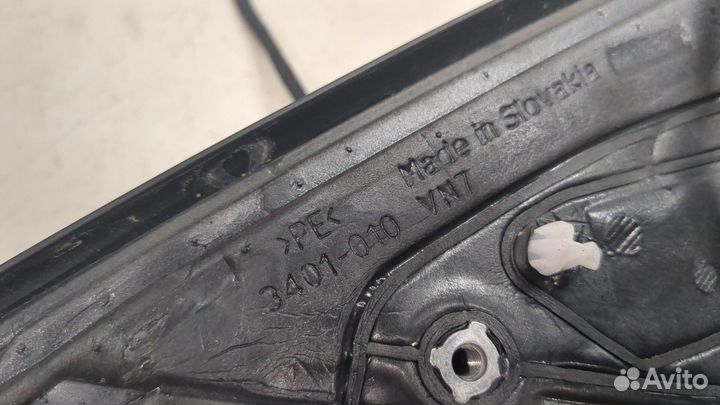 Made in Slovakia
>PE< VN7
3401-010
Avito